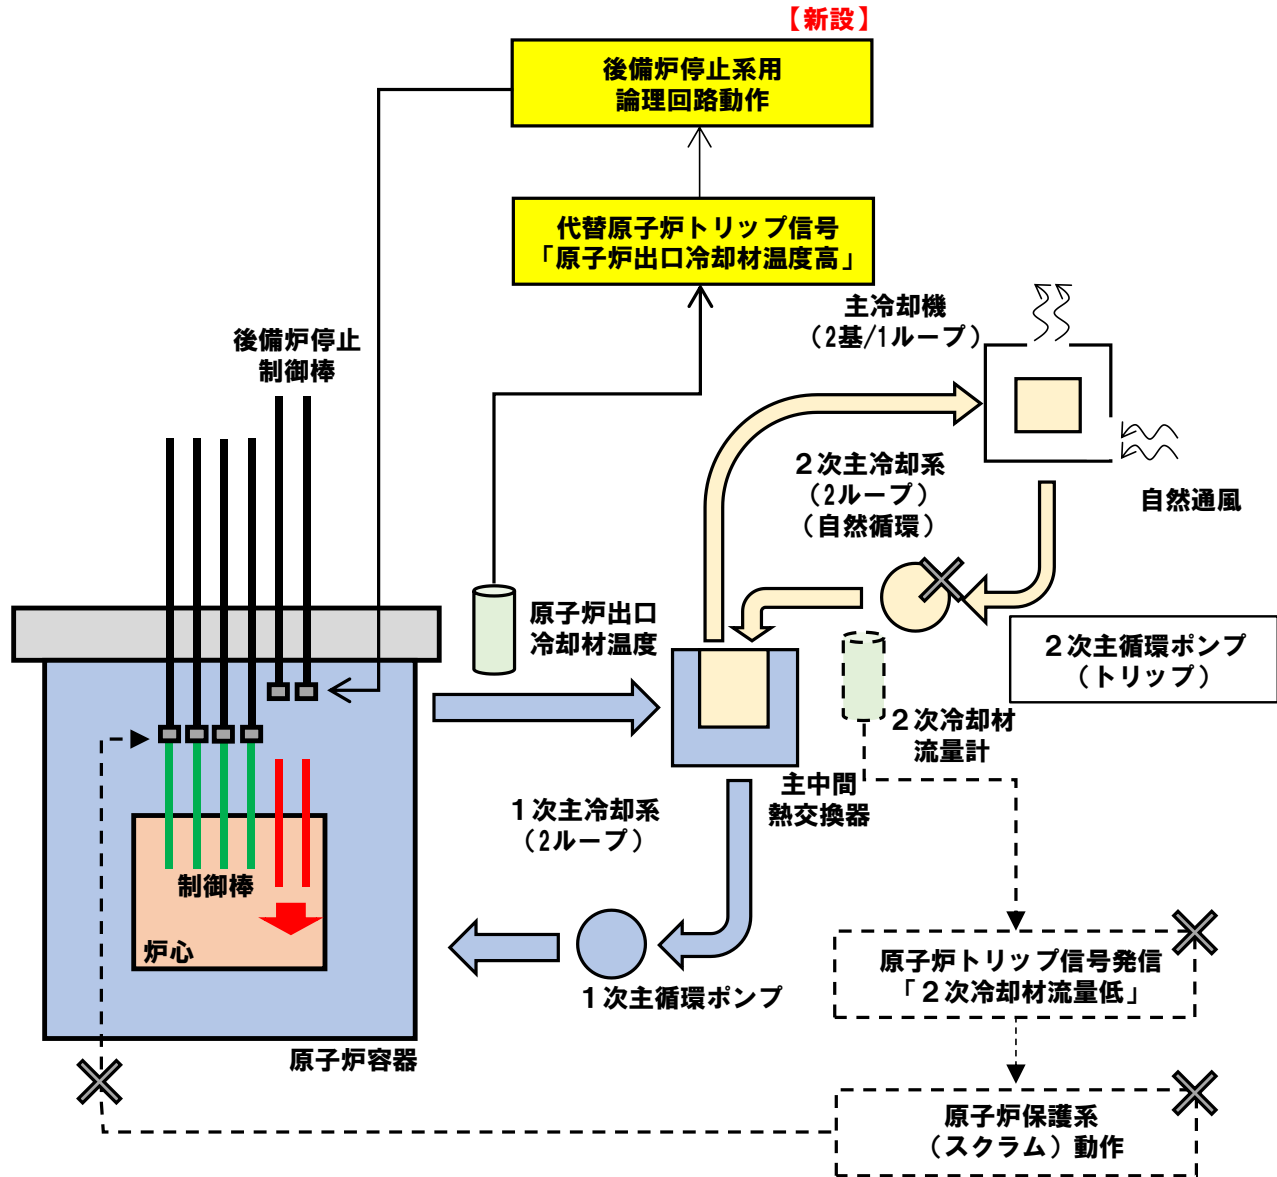 【新設】
後備炉停止系用
論理回路動作
代替原子炉トリップ信号
「原子炉出口冷却材温度高」
主冷却機
（2基/1ループ）
後備炉停止
制御棒
２次主冷却系
（2ループ）
（自然循環）
自然通風
原子炉出口
冷却材温度
２次主循環ポンプ
（トリップ）
２次冷却材
流量計
主中間
熱交換器
１次主冷却系
（2ループ）
制御棒
炉心
１次主循環ポンプ
原子炉トリップ信号発信
「２次冷却材流量低」
原子炉容器
原子炉保護系
（スクラム）動作